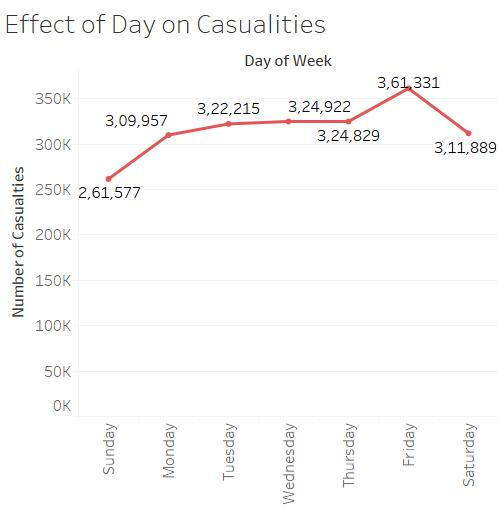 Effect of Day on Casualities
Day of Week
3,61,331
350K
3,22,215
3,24,922
3,09,957
3,24,829
300K
3,11,889
250K
2,61,577
200K
150K
100K
50K
0K
Number of Casualties
Sunday
Monday
Tuesday
Wednesday
Thursday
Friday
Saturday